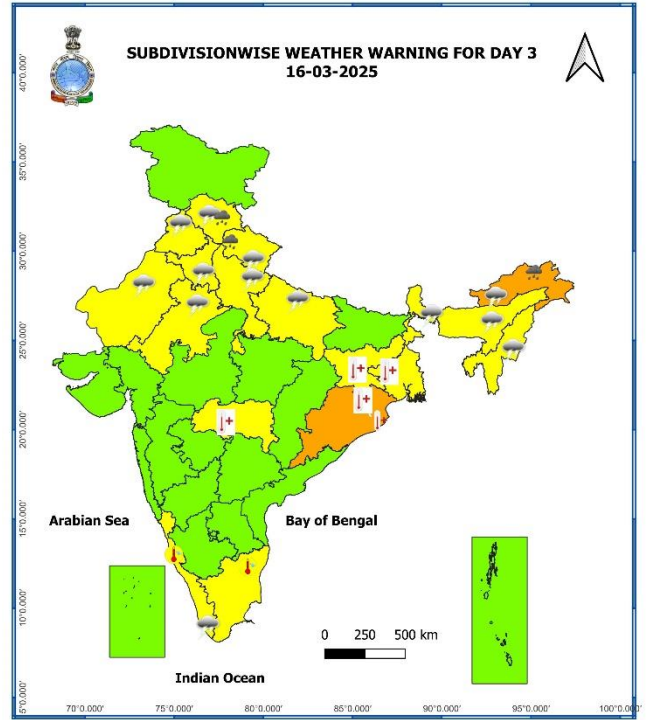 SUBDIVISIONWISE WEATHER WARNING FOR DAY 3
16-03-2025
40°0.000'
35°0.000'
30°0.000'
25°0.000'
20°0.000'
15°0.000'
10°0.000'
5°0.000'
Arabian Sea
Bay of Bengal
0 250 500 km
Indian Ocean
70°0.000' 75°0.000' 80°0.000' 85°0.000' 90°0.000' 95°0.000' 100°0.000'